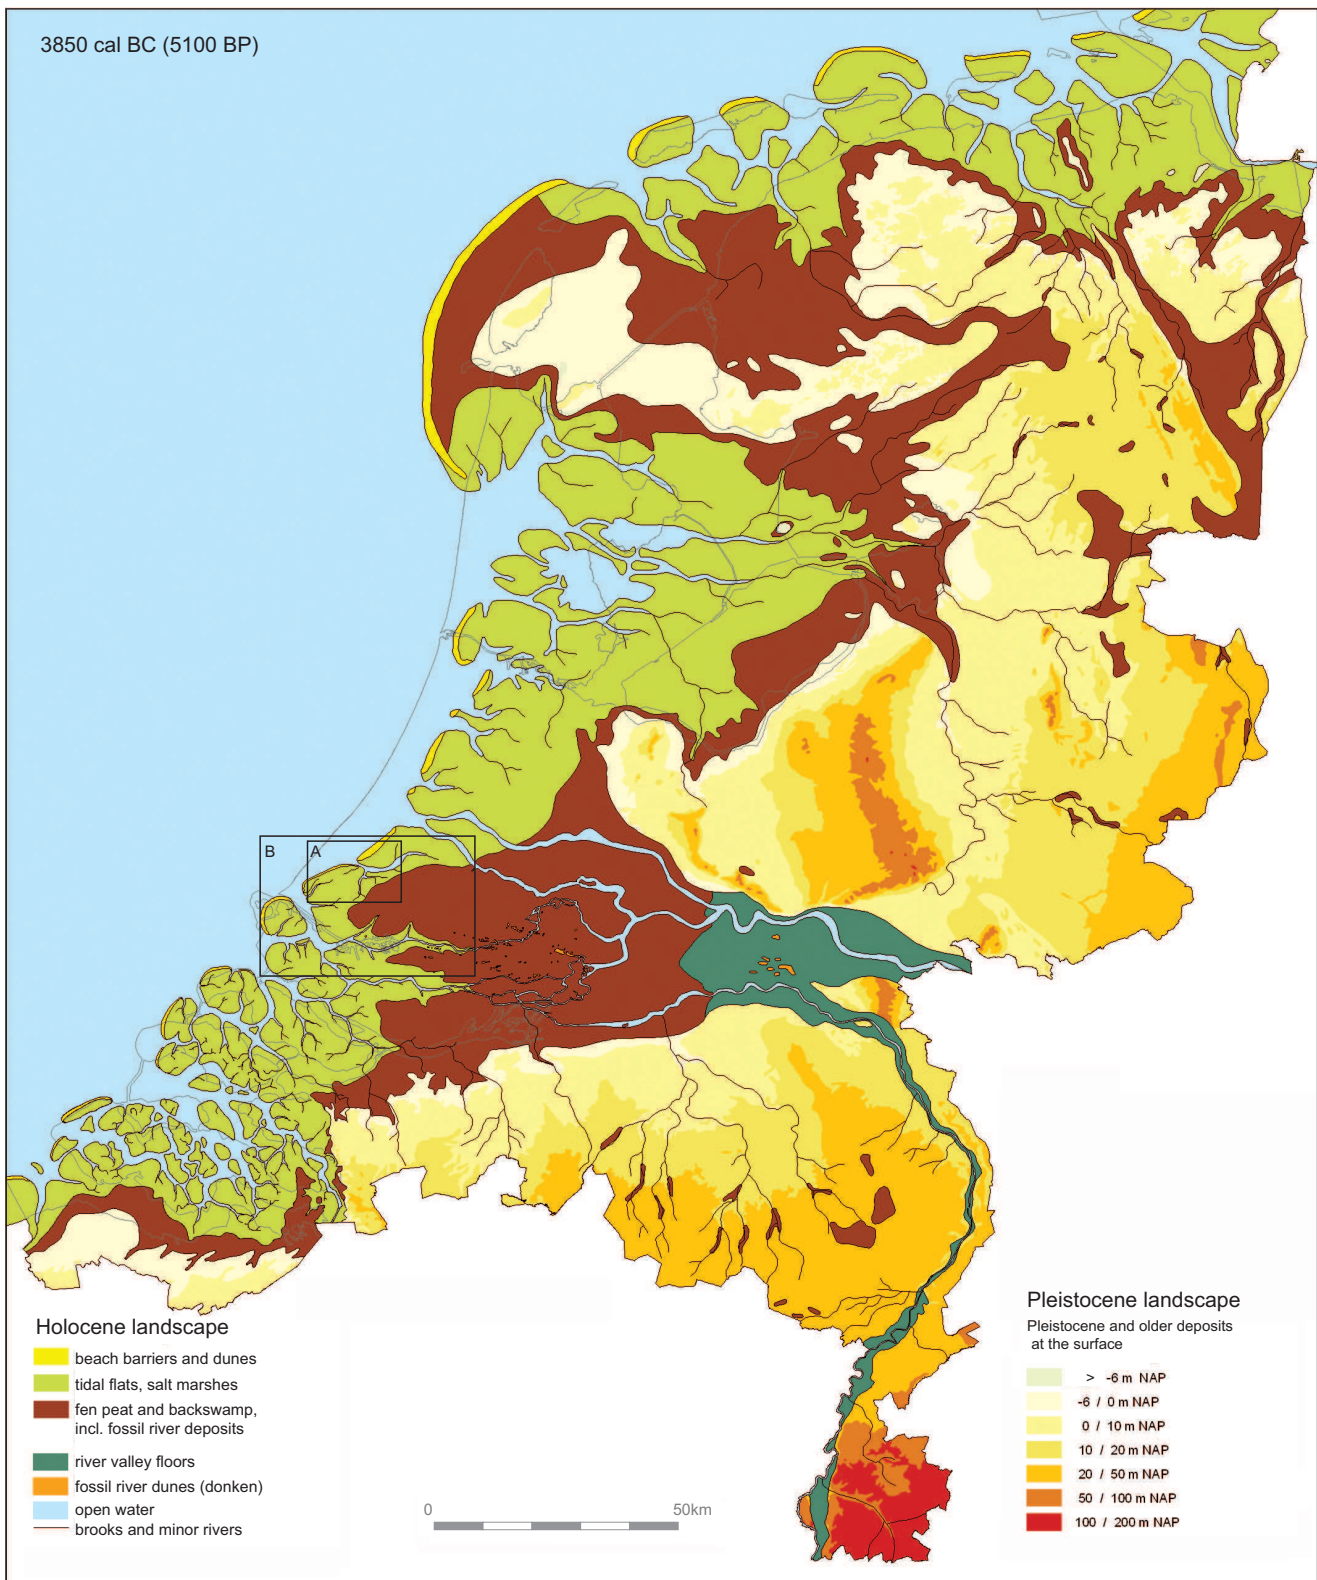 3850 cal BC (5100 BP)
B
A
Holocene landscape
beach barriers and dunes
tidal flats, salt marshes
fen peat and backswamp,
incl. fossil river deposits
river valley floors
fossil river dunes (donken)
open water
brooks and minor rivers
0
50km
Pleistocene landscape
Pleistocene and older deposits
at the surface
> -6 m NAP
-6 / 0 m NAP
0 / 10 m NAP
10 / 20 m NAP
20 / 50 m NAP
50 / 100 m NAP
100 / 200 m NAP